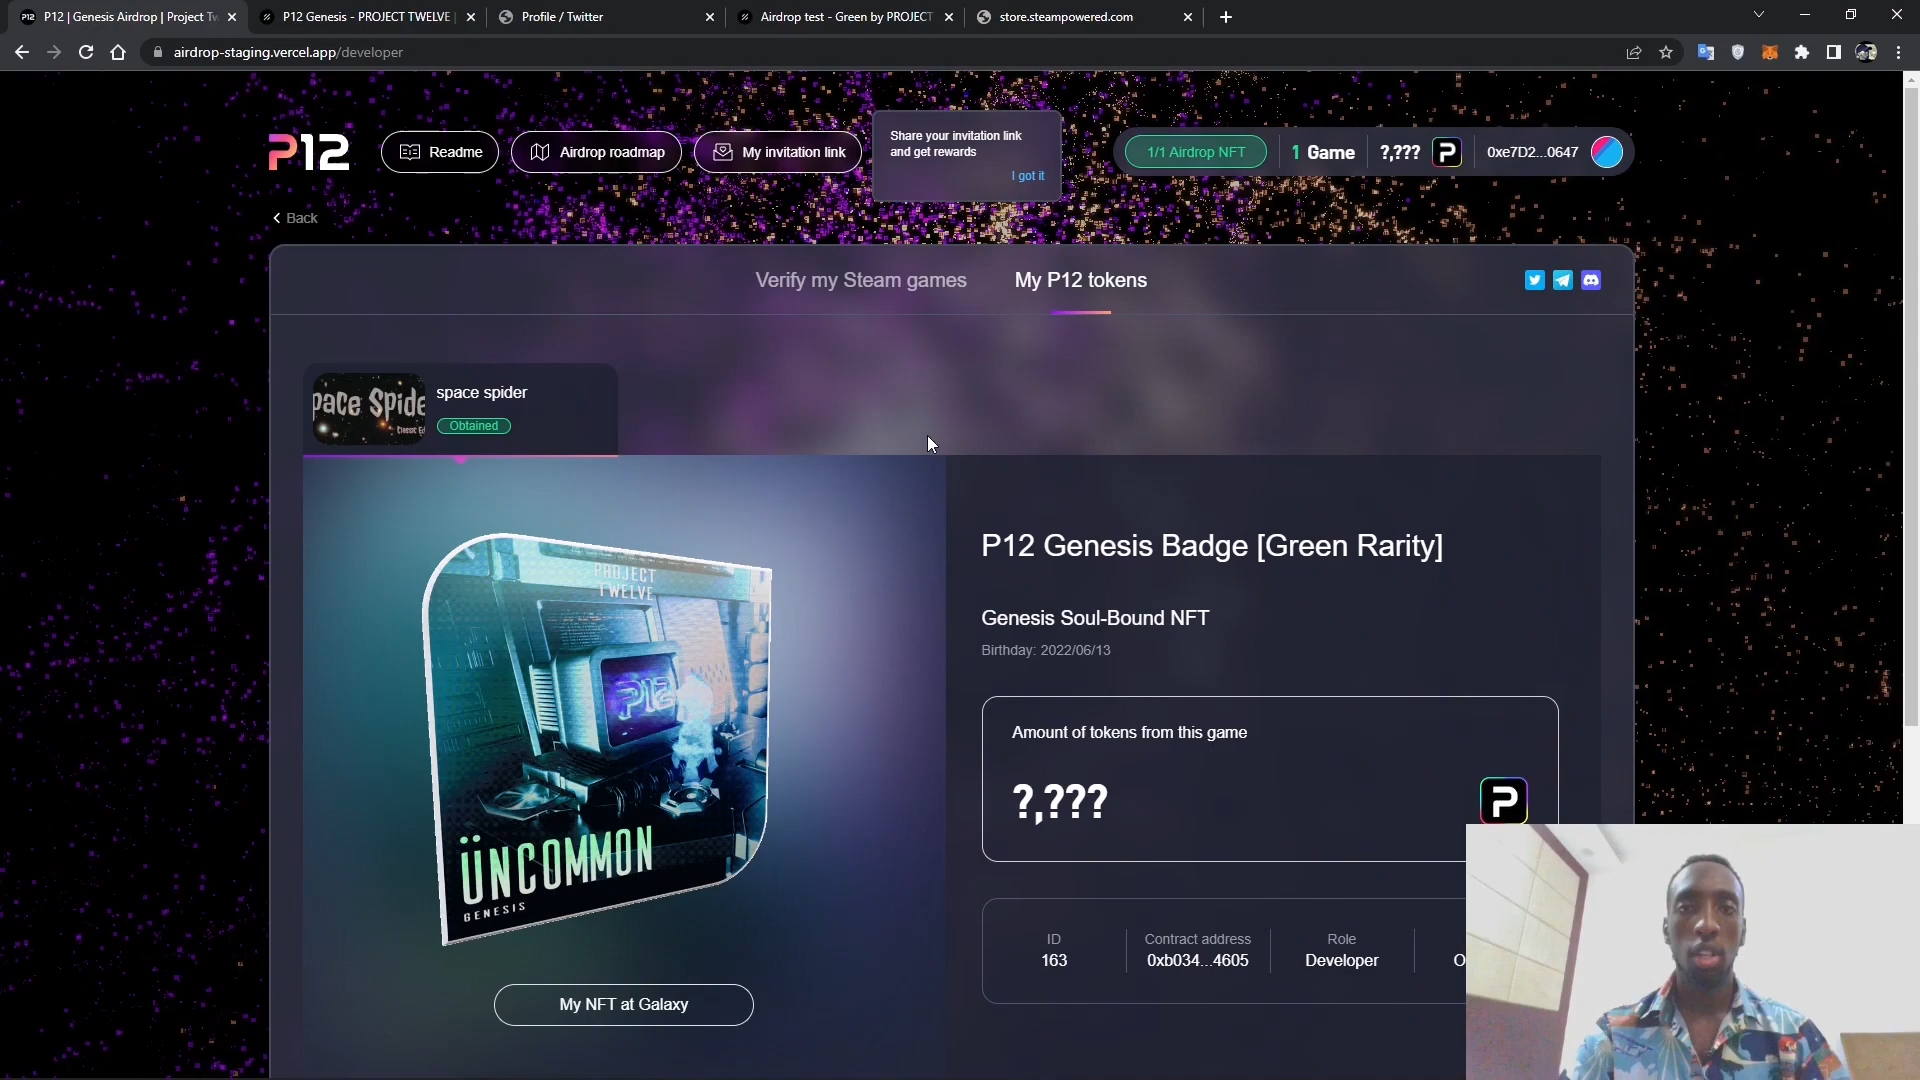 P12 | Genesis Airdrop | Project Tw
P12 Genesis - PROJECT TWELVE |
Profile / Twitter
Airdrop test - Green by PROJECT
store.steampowered.com
airdrop-staging.vercel.app/developer
P12
Readme
Airdrop roadmap
My invitation link
Share your invitation link
and get rewards
I got it
1/1 Airdrop NFT
1 Game
?,???
P
0xe7D2...0647
Back
Verify my Steam games
My P12 tokens
pace Spide
space spider
Obtained
PROJECT
TWELVE
P12
ÜNCOMMON
GENESIS
My NFT at Galaxy
P12 Genesis Badge [Green Rarity]
Genesis Soul-Bound NFT
Birthday: 2022/06/13
Amount of tokens from this game
?,???
P
ID
Contract address
Role
163
0xb034...4605
Developer
O